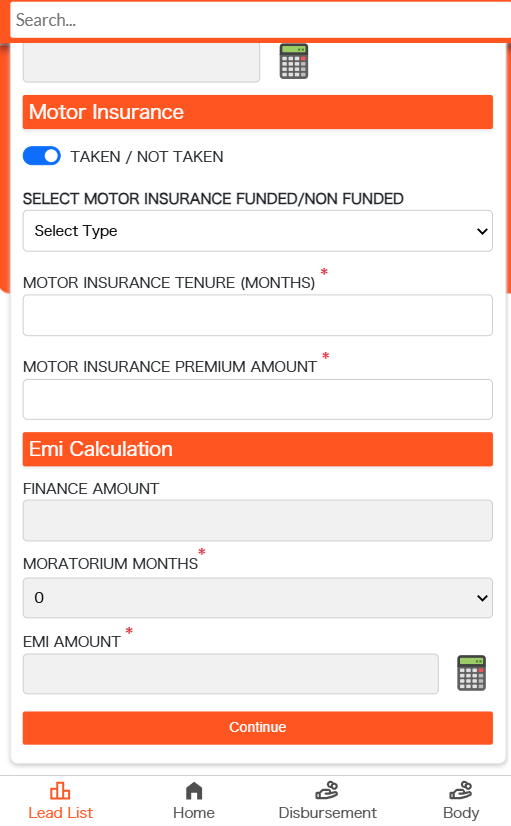 Search...
Motor Insurance
TAKEN / NOT TAKEN
SELECT MOTOR INSURANCE FUNDED/NON FUNDED
Select Type
MOTOR INSURANCE TENURE (MONTHS) *
MOTOR INSURANCE PREMIUM AMOUNT *
Emi Calculation
FINANCE AMOUNT
MORATORIUM MONTHS*
0
EMI AMOUNT *
Continue
Lead List Home Disbursement Body